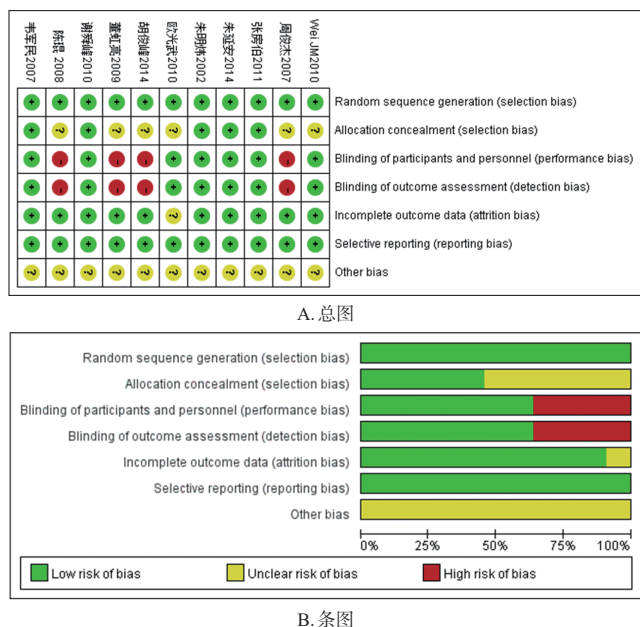 韦军民2007
陈琨 2008
谢舜峰2010
董虹亮2009
胡俊峰2014
欧光武2010
朱明炜2002
朱延安2014
张房伯2011
周俊杰2007
Wei JM2010
+ + + + + + + + + + + Random sequence generation (selection bias)
+ ? + ? ? ? + + + ? ? Allocation concealment (selection bias)
+ - + - - + + + + - + Blinding of participants and personnel (performance bias)
+ - + - - + + + + - + Blinding of outcome assessment (detection bias)
+ + + + + ? + + + + + Incomplete outcome data (attrition bias)
+ + + + + + + + + + + Selective reporting (reporting bias)
? ? ? ? ? ? ? ? ? ? ? Other bias
A.总图
Random sequence generation (selection bias)
Allocation concealment (selection bias)
Blinding of participants and personnel (performance bias)
Blinding of outcome assessment (detection bias)
Incomplete outcome data (attrition bias)
Selective reporting (reporting bias)
Other bias
0% 25% 50% 75% 100%
Low risk of bias Unclear risk of bias High risk of bias
B.条图